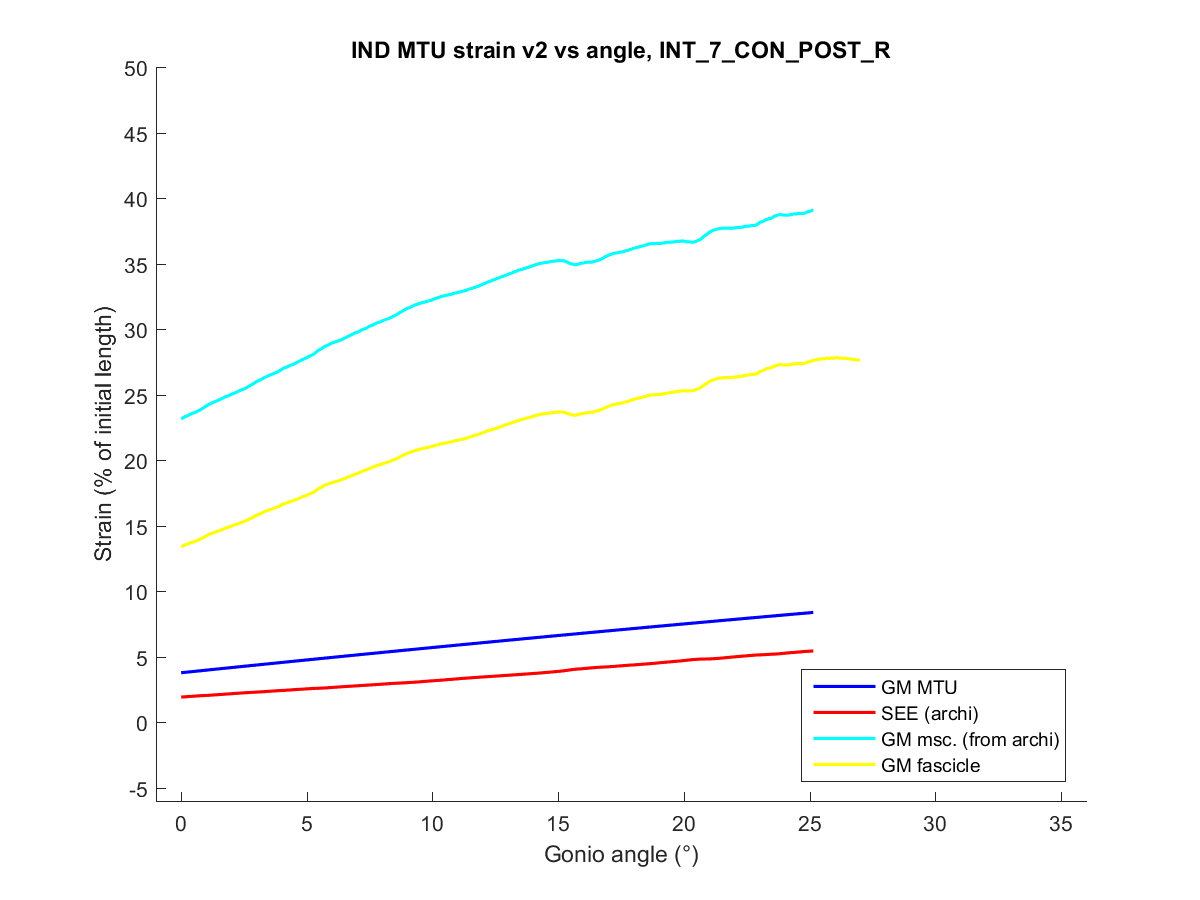 IND MTU strain v2 vs angle, INT_7_CON_POST_R
50
45
40
35
30
25
20
15
10
5
0
-5
Strain (% of initial length)
0 5 10 15 20 25 30 35
Gonio angle (°)
GM MTU
SEE (archi)
GM msc. (from archi)
GM fascicle